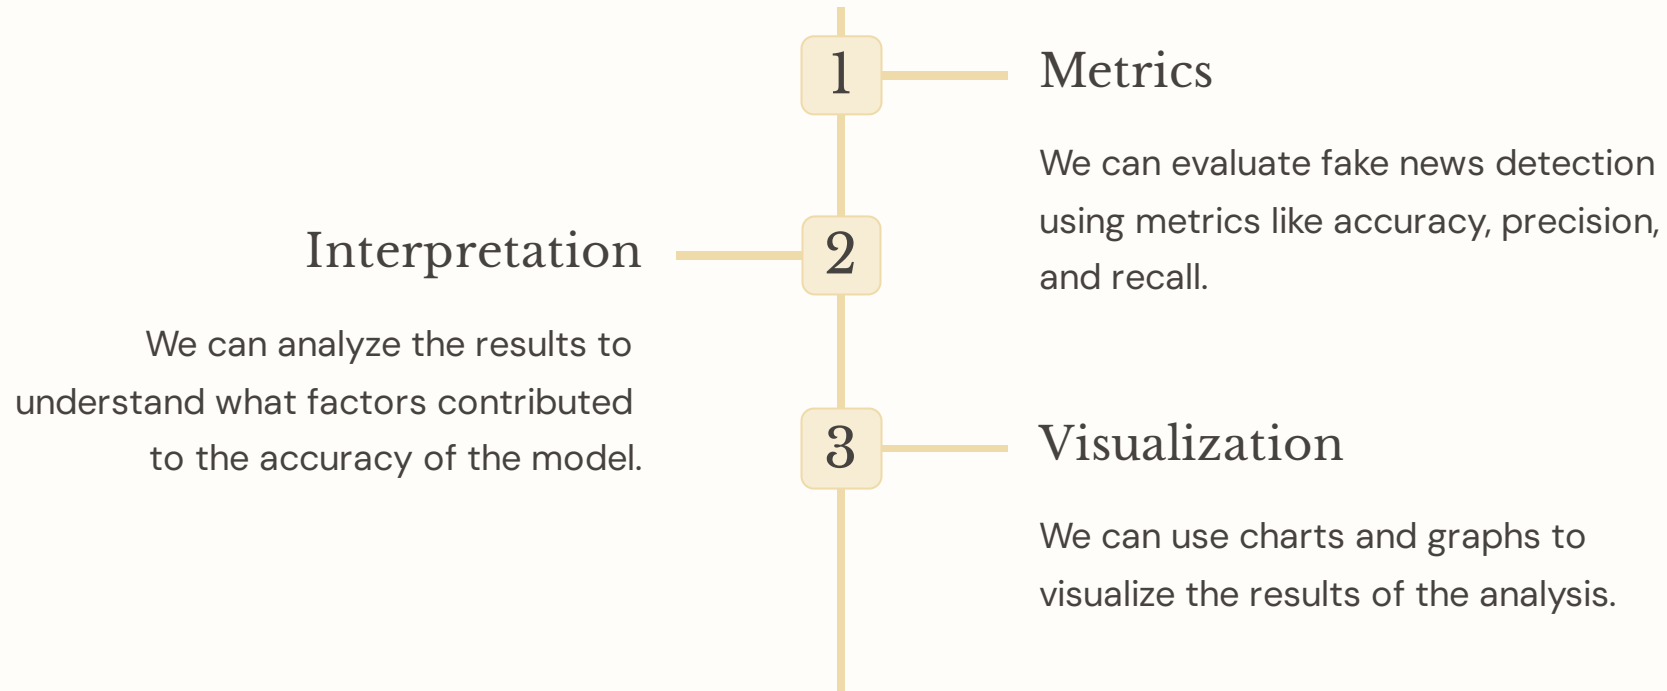 1
Metrics
We can evaluate fake news detection
using metrics like accuracy, precision,
and recall.
2
Interpretation
We can analyze the results to
understand what factors contributed
to the accuracy of the model.
3
Visualization
We can use charts and graphs to
visualize the results of the analysis.